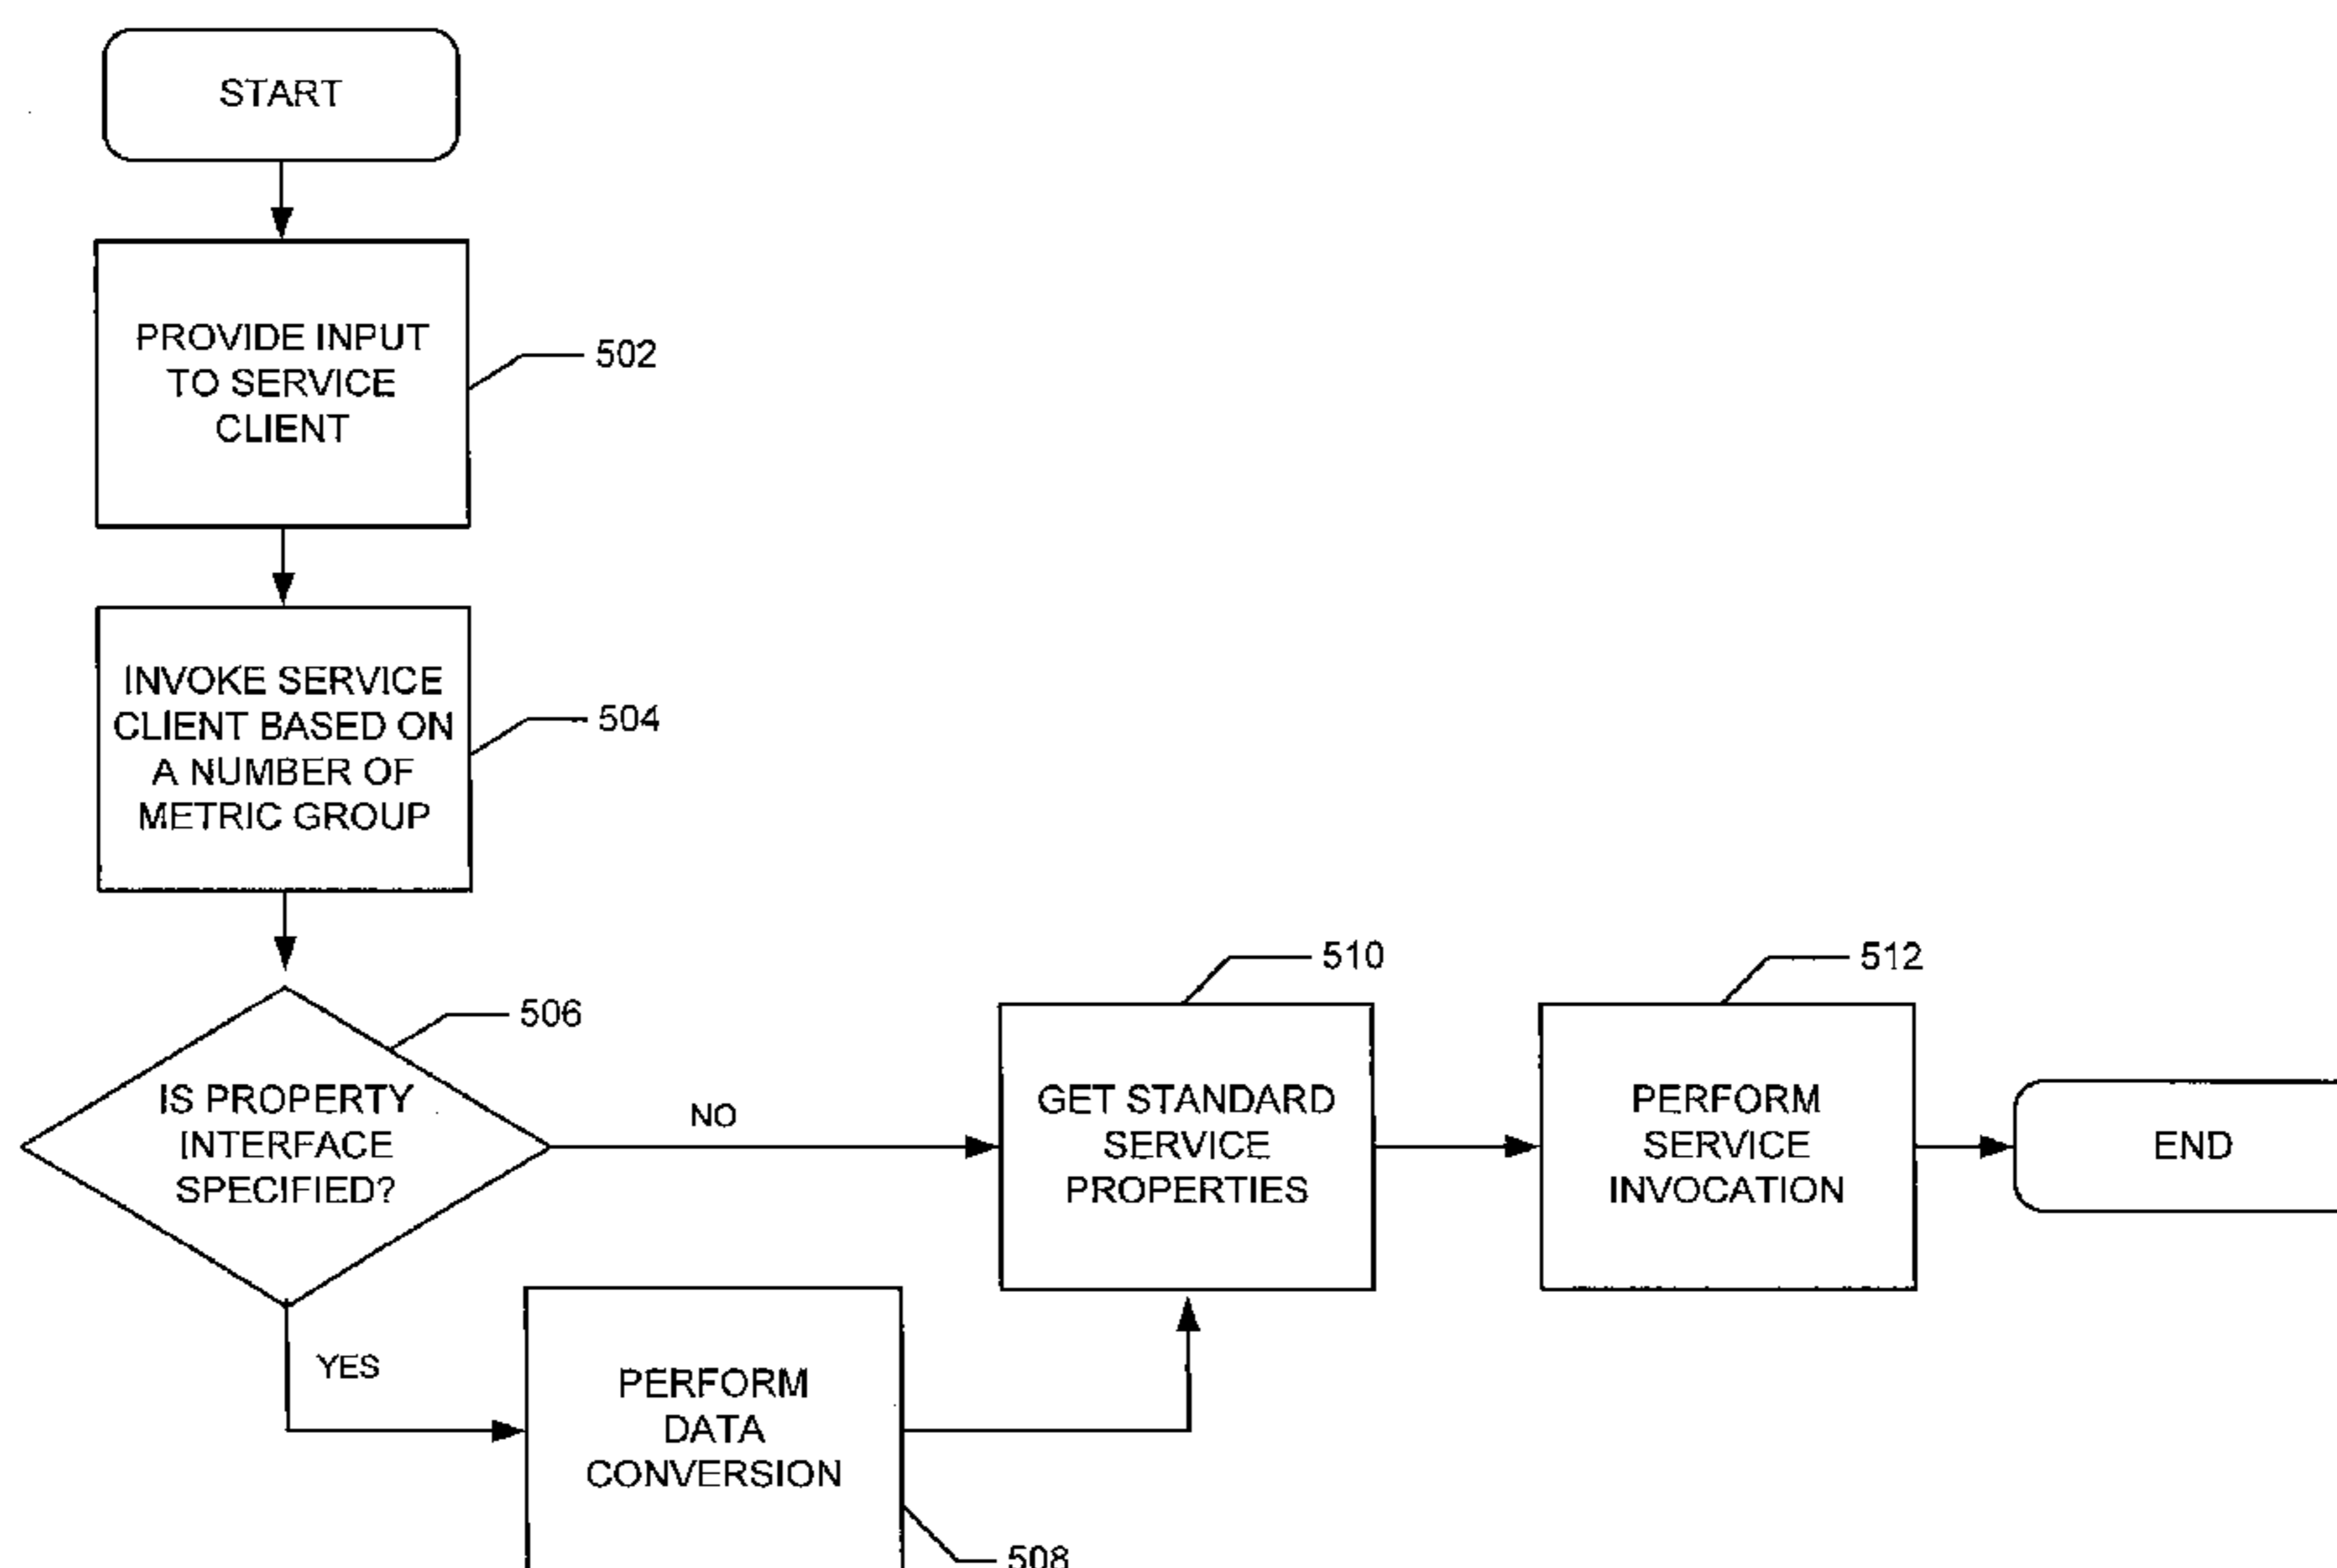 START
PROVIDE INPUT
TO SERVICE
CLIENT
502
INVOKE SERVICE
CLIENT BASED ON
A NUMBER OF
METRIC GROUP
504
IS PROPERTY
INTERFACE
SPECIFIED?
506
NO
YES
PERFORM
DATA
CONVERSION
508
GET STANDARD
SERVICE
PROPERTIES
510
PERFORM
SERVICE
INVOCATION
512
END